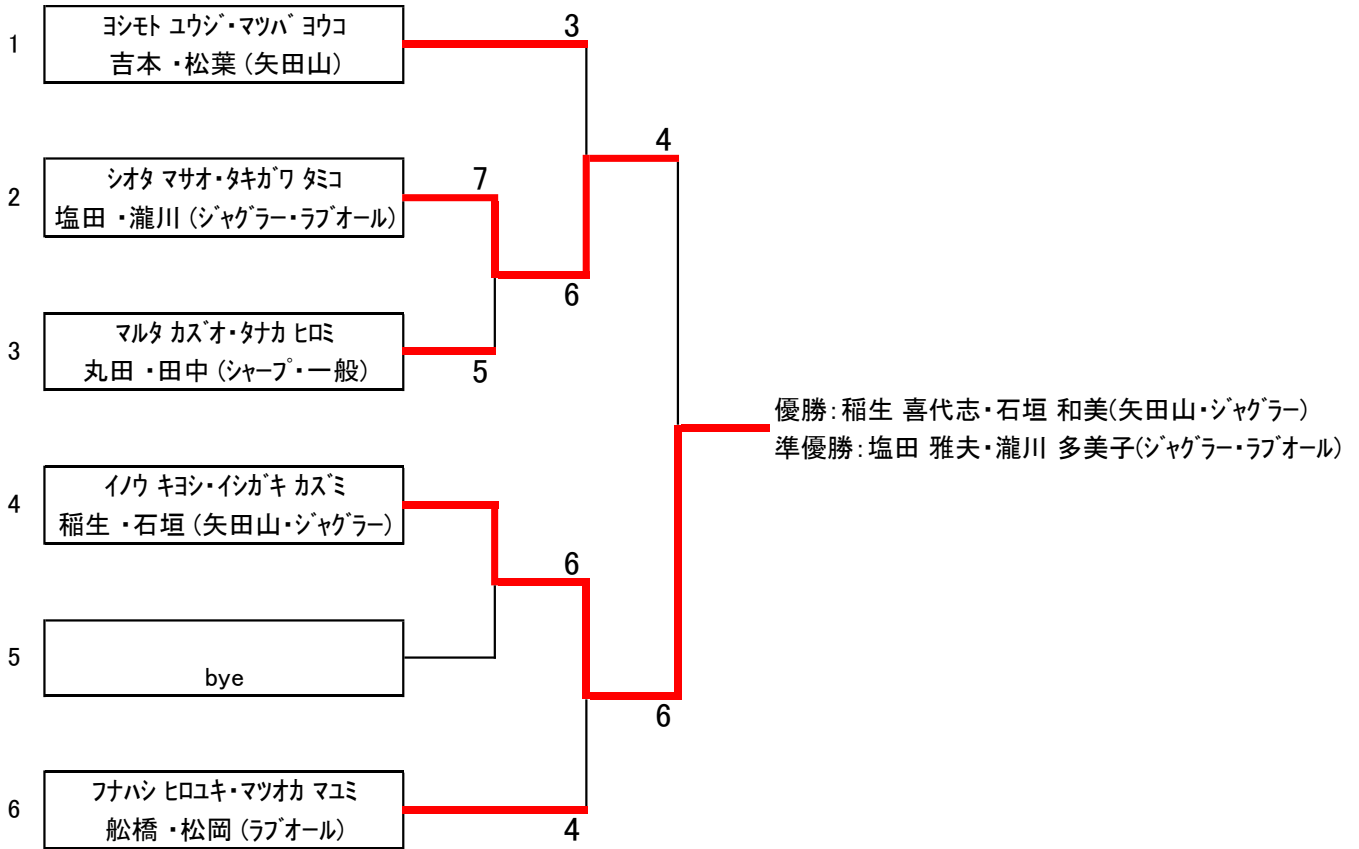 1
ﾖｼﾓﾄ ﾕｳｼﾞ・ﾏﾂﾊﾞ ﾖｳｺ
吉本 ・松葉 (矢田山)
3
2
ｼｵﾀ ﾏｻｵ・ﾀｷｶﾞﾜ ﾀﾐｺ
塩田 ・瀧川 (ｼﾞｬｸﾞﾗｰ・ﾗﾌﾞｵｰﾙ)
7
4
3
ﾏﾙﾀ ｶｽﾞｵ・ﾀﾅｶ ﾋﾛﾐ
丸田 ・田中 (ｼｬｰﾌﾟ・一般)
5
6
優勝：稲生 喜代志・石垣 和美(矢田山・ｼﾞｬｸﾞﾗｰ)
準優勝：塩田 雅夫・瀧川 多美子(ｼﾞｬｸﾞﾗｰ・ﾗﾌﾞｵｰﾙ)
4
ｲﾉｳ ｷﾖｼ・ｲｼｶﾞｷ ｶｽﾞﾐ
稲生 ・石垣 (矢田山・ｼﾞｬｸﾞﾗｰ)
6
5
bye
6
6
ﾌﾅﾊｼ ﾋﾛﾕｷ・ﾏﾂｵｶ ﾏﾕﾐ
舩橋 ・松岡 (ﾗﾌﾞｵｰﾙ)
4